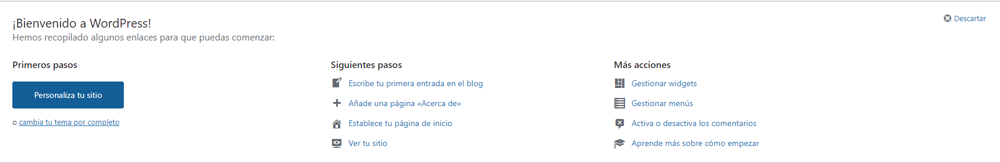 ¡Bienvenido a WordPress!
Descartar
Hemos recopilado algunos enlaces para que puedas comenzar:
Primeros pasos
Personaliza tu sitio
o cambia tu tema por completo
Siguientes pasos
Escribe tu primera entrada en el blog
Añade una página «Acerca de»
Establece tu página de inicio
Ver tu sitio
Más acciones
Gestionar widgets
Gestionar menús
Activa o desactiva los comentarios
Aprende más sobre cómo empezar